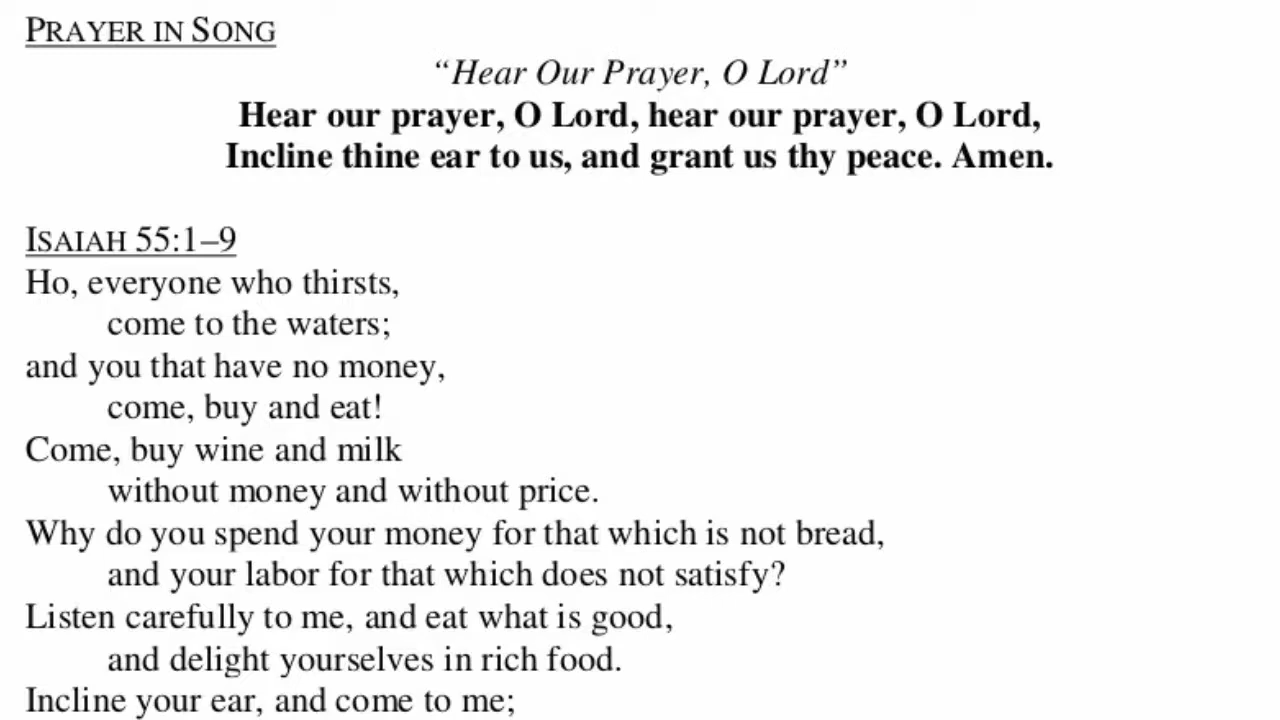 PRAYER IN SONG
“Hear Our Prayer, O Lord”
Hear our prayer, O Lord, hear our prayer, O Lord,
Incline thine ear to us, and grant us thy peace. Amen.
ISAIAH 55:1–9
Ho, everyone who thirsts,
come to the waters;
and you that have no money,
come, buy and eat!
Come, buy wine and milk
without money and without price.
Why do you spend your money for that which is not bread,
and your labor for that which does not satisfy?
Listen carefully to me, and eat what is good,
and delight yourselves in rich food.
Incline your ear, and come to me;